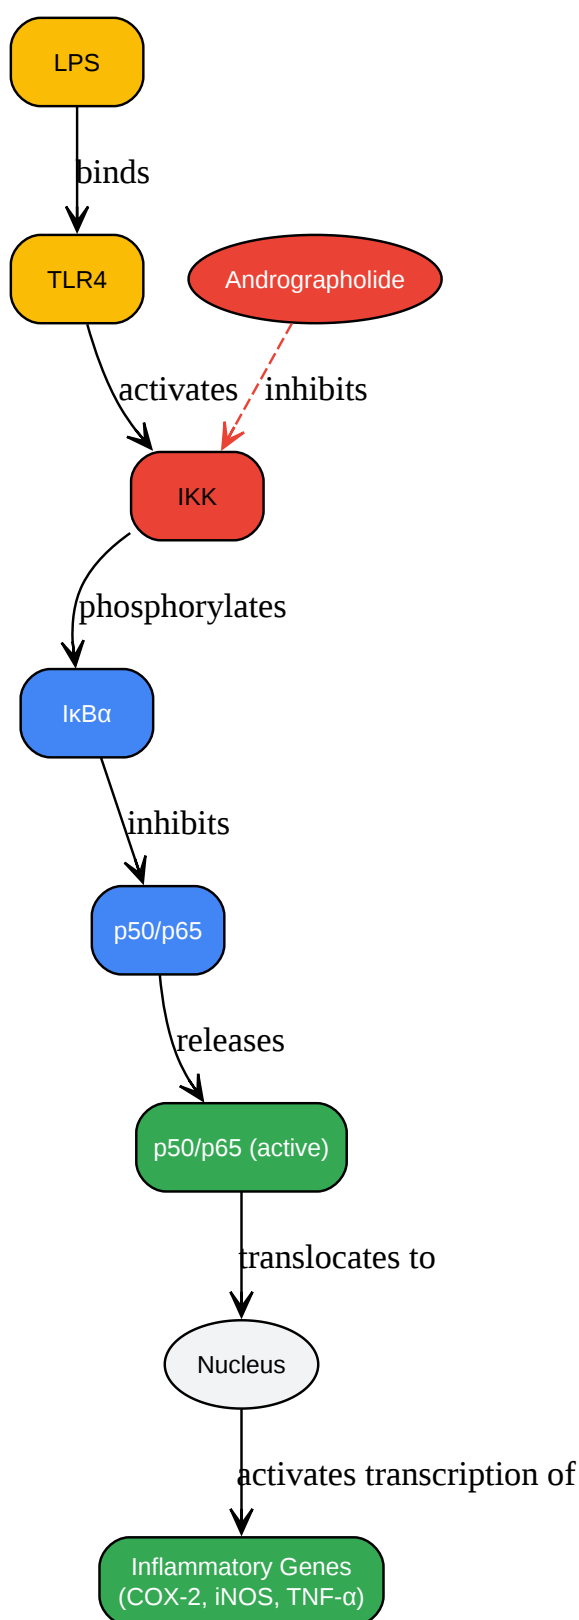 LPS
binds
TLR4
Andrographolide
activates
inhibits
IKK
phosphorylates
IκBα
inhibits
p50/p65
releases
p50/p65 (active)
translocates to
Nucleus
activates transcription of
Inflammatory Genes
(COX-2, iNOS, TNF-α)